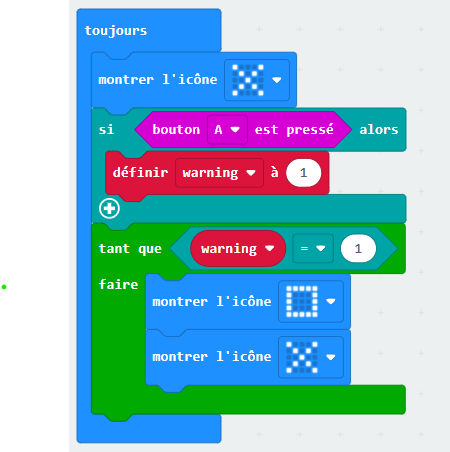 toujours
montrer l'icône
si bouton A est pressé alors
définir warning à 1
tant que warning = 1
faire
montrer l'icône
montrer l'icône